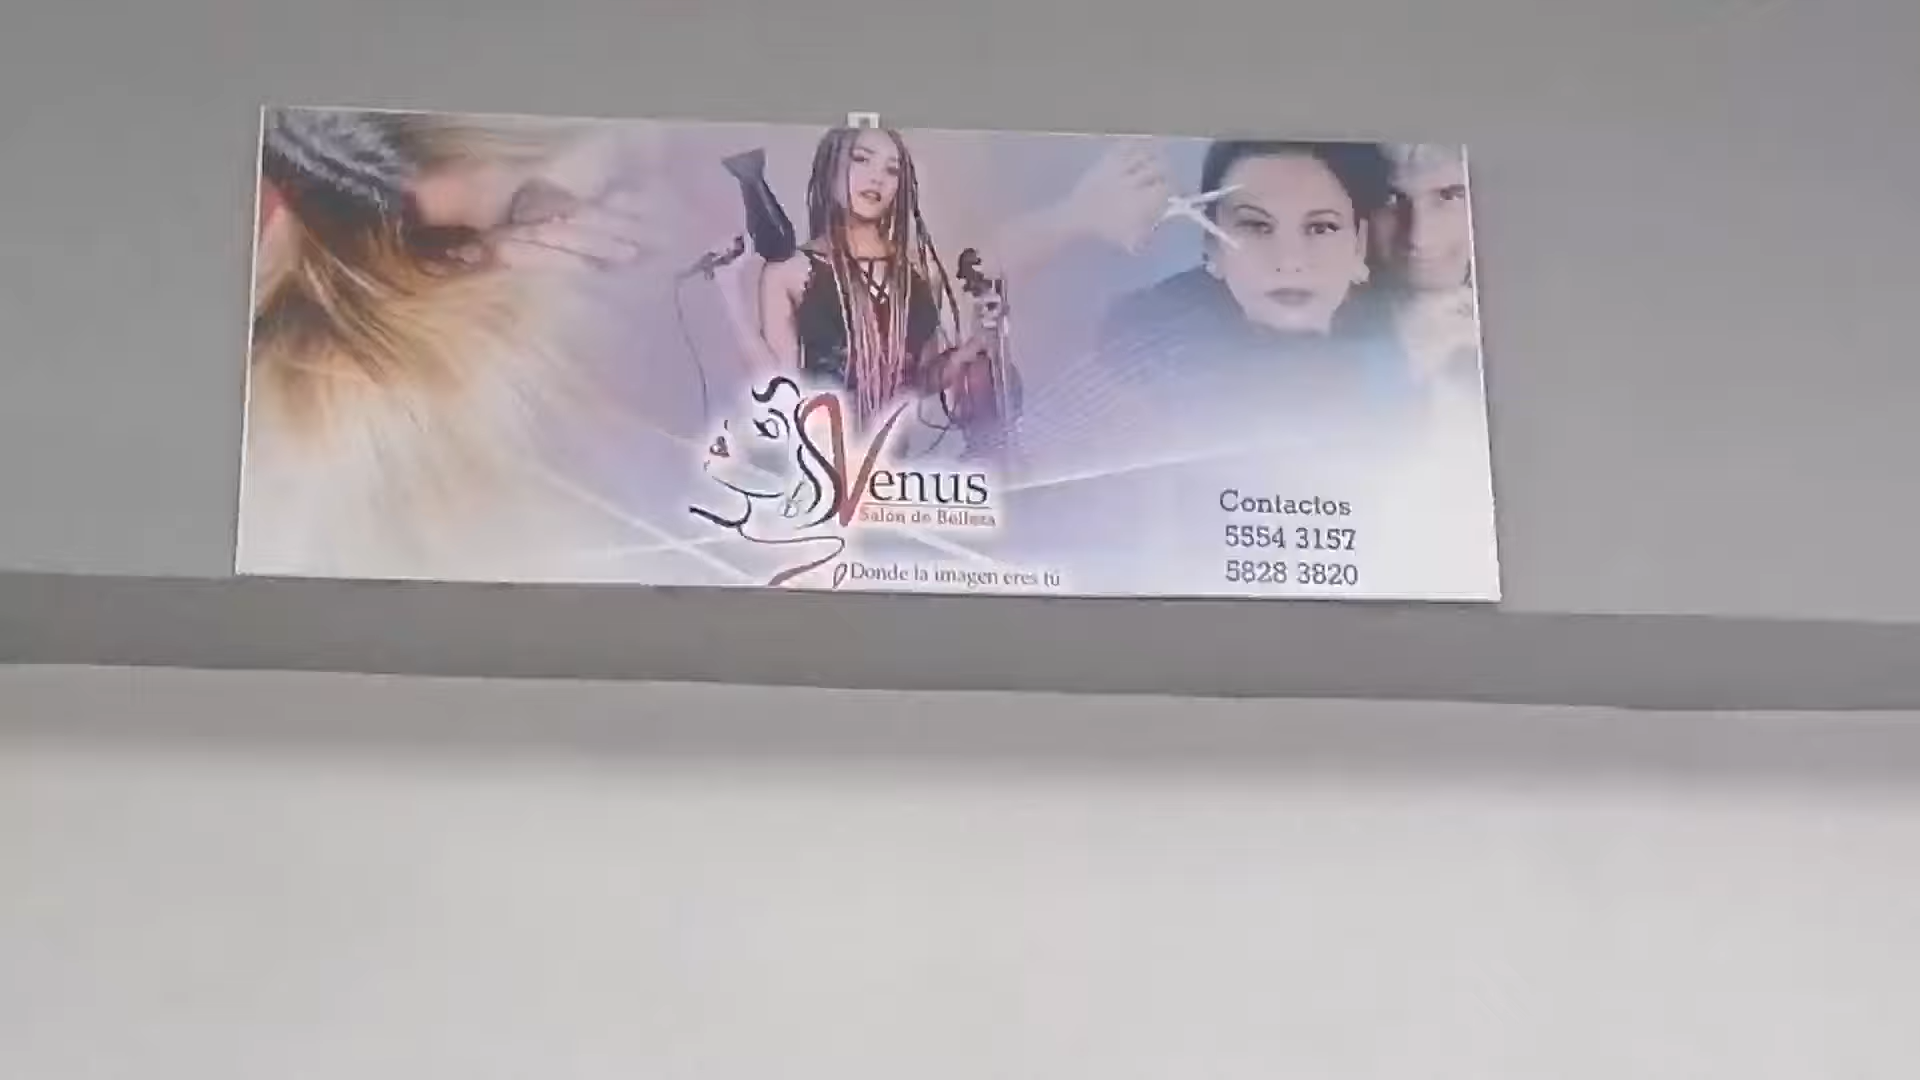 Venus
Salón de Belleza
Donde la imagen eres tú
Contactos
5554 3157
5828 3820